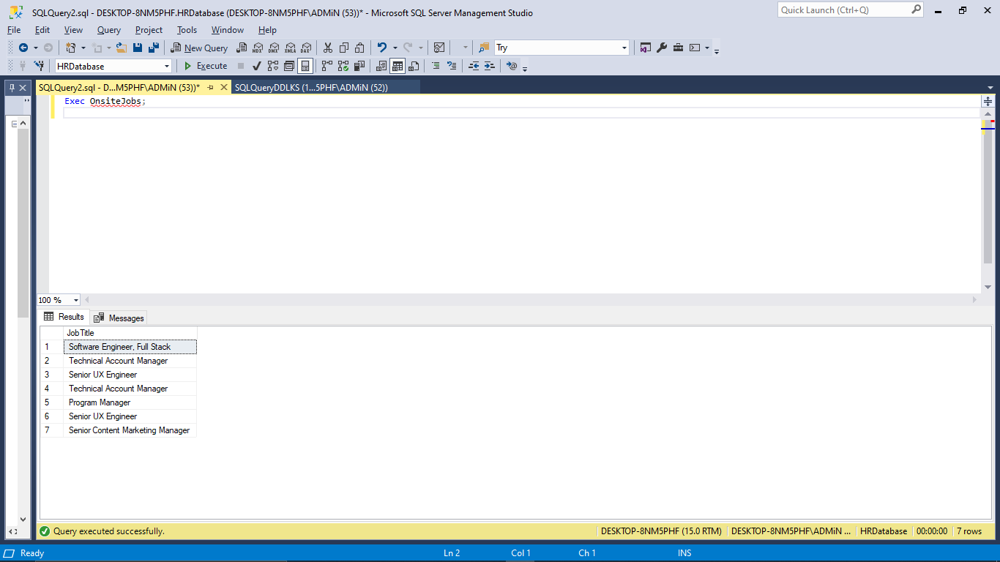 SQLQuery2.sql - DESKTOP-8NM5PHF.HRDatabase (DESKTOP-8NM5PHF\ADMiN (53))* - Microsoft SQL Server Management Studio
Quick Launch (Ctrl+Q)
File Edit View Query Project Tools Window Help
New Query MDX DMX XMLA DAX Try
HRDatabase Execute
SQLQuery2.sql - D...M5PHF\ADMiN (53))* SQLQueryDDLKS (1...5PHF\ADMiN (52))
Exec OnsiteJobs;
100 %
Results Messages
JobTitle
1 Software Engineer, Full Stack
2 Technical Account Manager
3 Senior UX Engineer
4 Technical Account Manager
5 Program Manager
6 Senior UX Engineer
7 Senior Content Marketing Manager
Query executed successfully. DESKTOP-8NM5PHF (15.0 RTM) DESKTOP-8NM5PHF\ADMiN ... HRDatabase 00:00:00 7 rows
Ready Ln 2 Col 1 Ch 1 INS